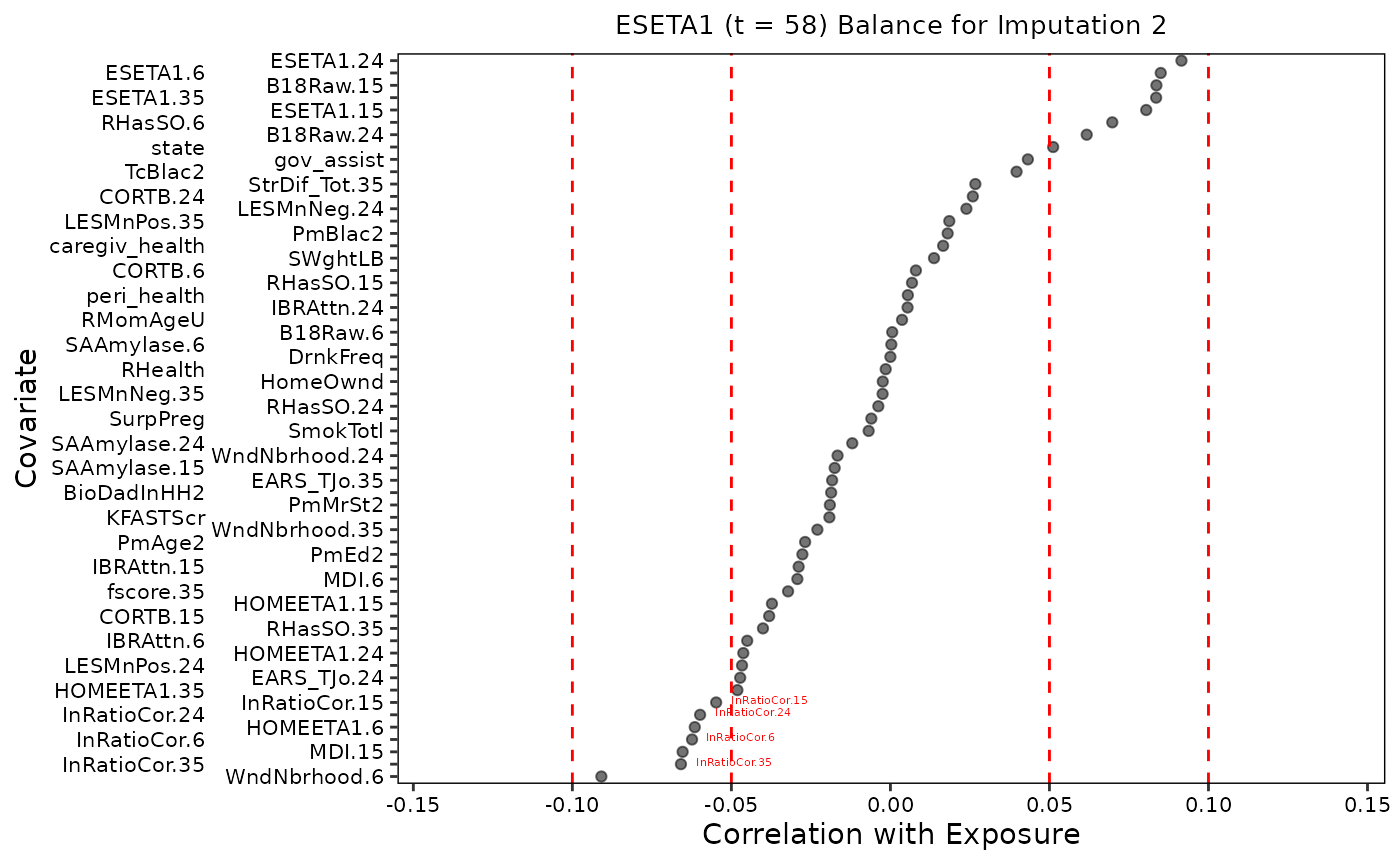 ESETA1 (t = 58) Balance for Imputation 2
Covariate
ESETA1.24
ESETA1.6
B18Raw.15
ESETA1.35
ESETA1.15
RHasSO.6
B18Raw.24
state
gov_assist
TcBlac2
StrDif_Tot.35
CORTB.24
LESMnNeg.24
LESMnPos.35
PmBlac2
caregiv_health
SWghtLB
CORTB.6
RHasSO.15
peri_health
IBRAttn.24
RMomAgeU
B18Raw.6
SAAmylase.6
DrnkFreq
RHealth
HomeOwnd
LESMnNeg.35
RHasSO.24
SurpPreg
SmokTotl
SAAmylase.24
WndNbrhood.24
SAAmylase.15
EARS_TJo.35
BioDadInHH2
PmMrSt2
KFASTScr
WndNbrhood.35
PmAge2
PmEd2
IBRAttn.15
MDI.6
fscore.35
HOMEETA1.15
CORTB.15
RHasSO.35
IBRAttn.6
HOMEETA1.24
LESMnPos.24
EARS_TJo.24
HOMEETA1.35
InRatioCor.15
InRatioCor.15
InRatioCor.24
InRatioCor.24
HOMEETA1.6
InRatioCor.6
InRatioCor.6
MDI.15
InRatioCor.35
InRatioCor.35
WndNbrhood.6
-0.15 -0.10 -0.05 0.00 0.05 0.10 0.15
Correlation with Exposure